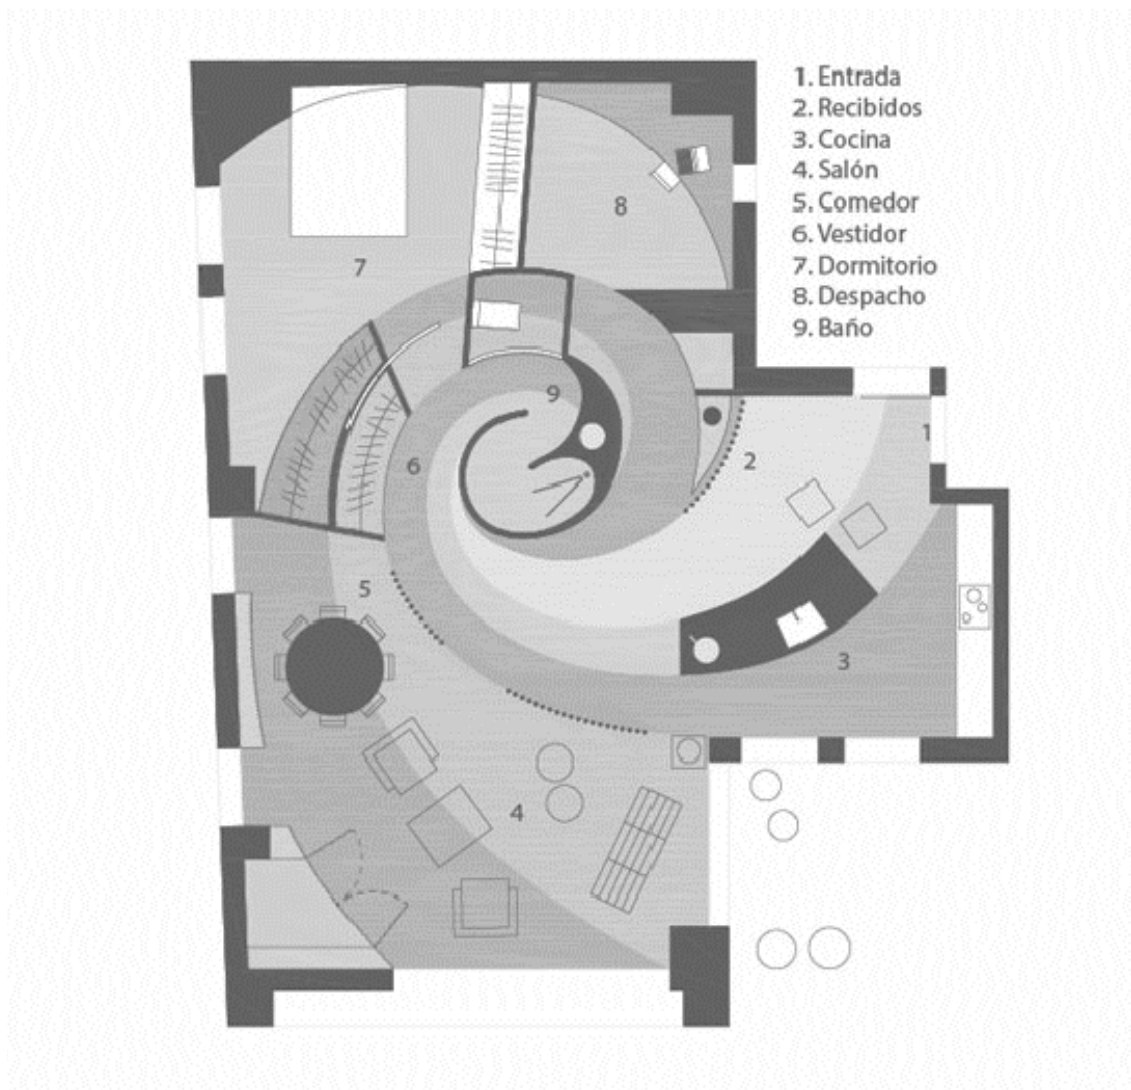 1. Entrada
2. Recibidos
3. Cocina
4. Salón
5. Comedor
6. Vestidor
7. Dormitorio
8. Despacho
9. Baño
8
7
9
1
2
6
5
3
4